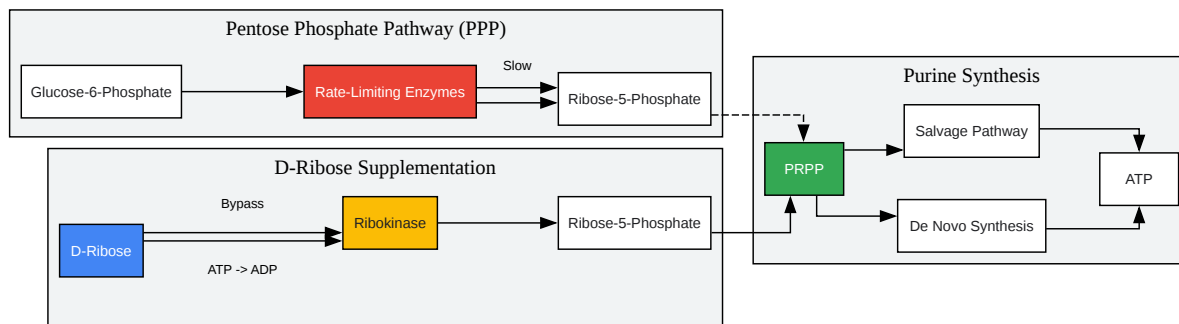 Pentose Phosphate Pathway (PPP)
Glucose-6-Phosphate
Rate-Limiting Enzymes
Slow
Ribose-5-Phosphate
D-Ribose Supplementation
D-Ribose
Bypass
ATP -> ADP
Ribokinase
Ribose-5-Phosphate
Purine Synthesis
PRPP
Salvage Pathway
De Novo Synthesis
ATP